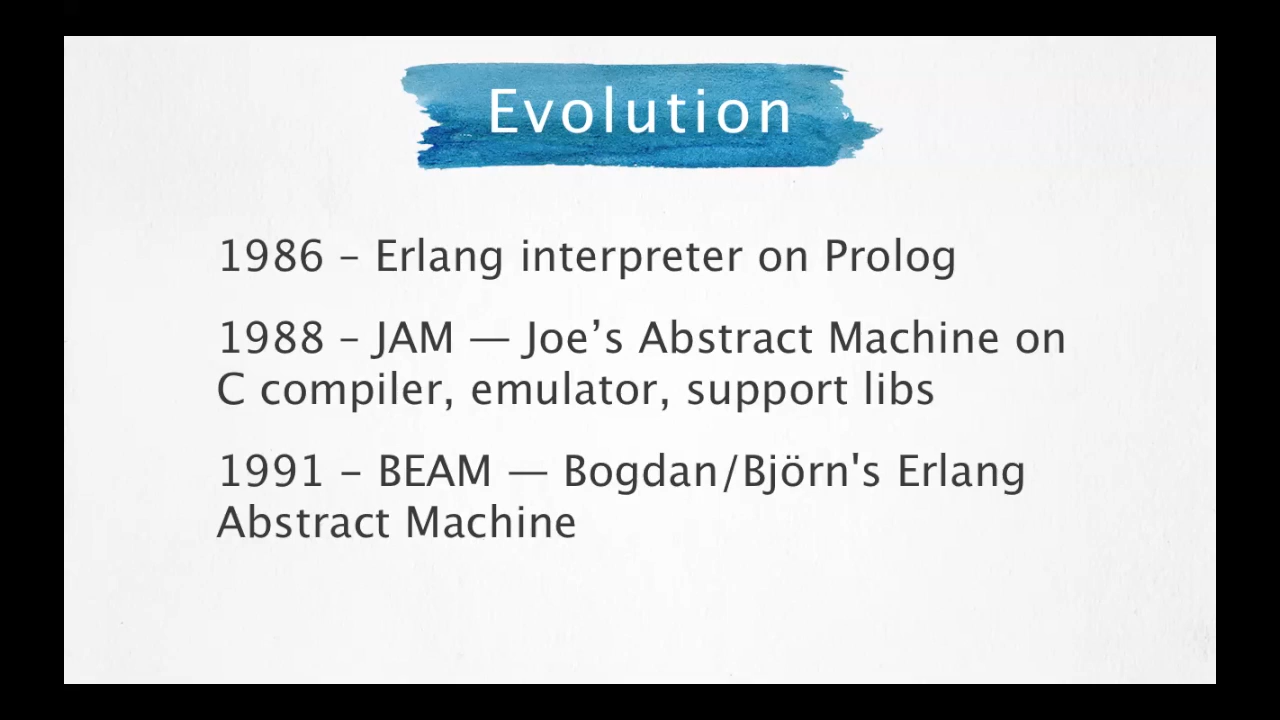 Evolution
1986 – Erlang interpreter on Prolog
1988 – JAM — Joe’s Abstract Machine on
C compiler, emulator, support libs
1991 – BEAM — Bogdan/Björn's Erlang
Abstract Machine